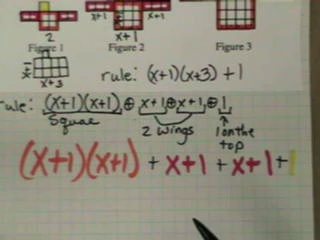 x+1 x+1
2 x+1
Figure 1 Figure 2 Figure 3
x+3 rule: (x+1)(x+3) + 1
rule: (x+1)(x+1) ⊕ x+1 ⊕ x+1 ⊕ 1
Square 2 wings 1 on the top
(x+1)(x+1) + x+1 + x+1 + 1